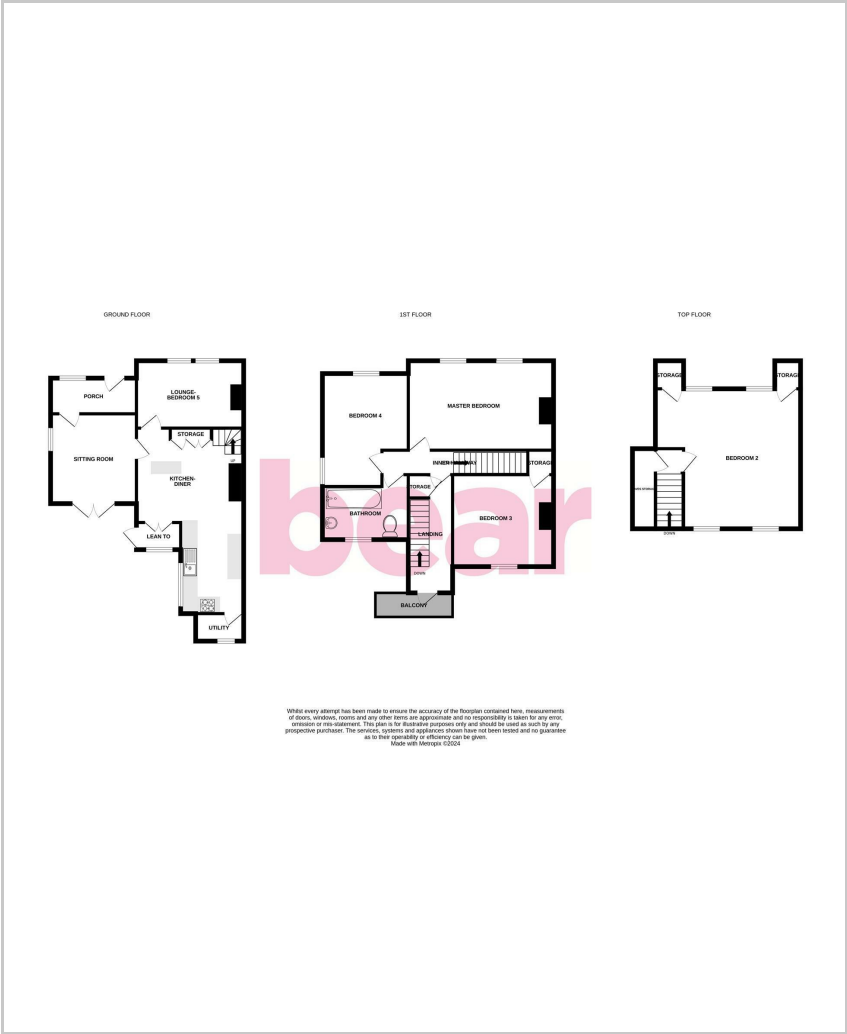 GROUND FLOOR
1ST FLOOR
TOP FLOOR
PORCH
LOUNGE-
BEDROOM 5
SITTING ROOM
STORAGE
UP
KITCHEN-
DINER
LEAN TO
UTILITY
BEDROOM 4
MASTER BEDROOM
INNER HALLWAY
STORAGE
STORAGE
BATHROOM
LANDING
BEDROOM 3
DOWN
BALCONY
STORAGE
STORAGE
BEDROOM 2
DOWN
bear
Whilst every attempt has been made to ensure the accuracy of the floorplan contained here, measurements
of doors, windows, rooms and any other items are approximate and no responsibility is taken for any error,
omission or mis-statement. This plan is for illustrative purposes only and should be used as such by any
prospective purchaser. The services, systems and appliances shown have not been tested and no guarantee
as to their operability or efficiency can be given.
Made with Metropix ©2024